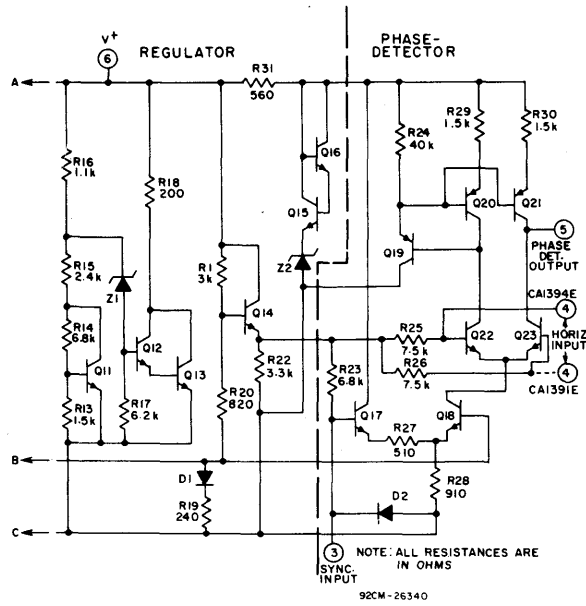 V+
6
REGULATOR
PHASE-
DETECTOR
A
R31
560
R16
1.1k
R18
200
R24
40k
R29
1.5k
R30
1.5k
Q16
Q15
Q20
Q21
Q19
5
PHASE
DET.
OUTPUT
R15
2.4k
Z1
R1
3k
Z2
CA1394E
4
R14
6.8k
Q12
Q14
R25
7.5k
Q22
Q23
HORIZ
INPUT
Q11
Q13
R22
3.3k
R23
6.8k
R26
7.5k
4
CA1391E
R13
1.5k
R17
6.2k
R20
820
Q17
Q18
R27
510
B
D1
R28
910
R19
240
D2
C
3
SYNC.
INPUT
NOTE: ALL RESISTANCES ARE
IN OHMS
92CM-26340